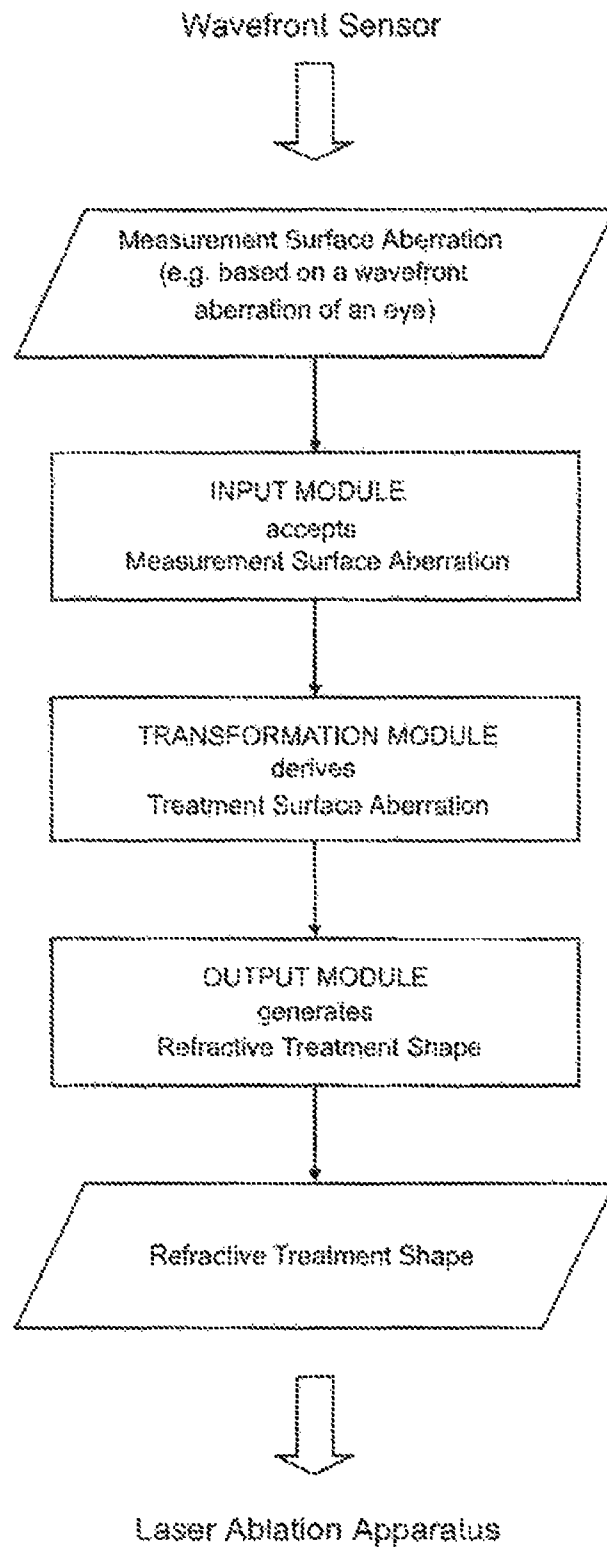 Wavefront Sensor
Measurement Surface Aberration
(e.g. based on a wavefront
aberration of an eye)
INPUT MODULE
accepts
Measurement Surface Aberration
TRANSFORMATION MODULE
derives
Treatment Surface Aberration
OUTPUT MODULE
generates
Refractive Treatment Shape
Refractive Treatment Shape
Laser Ablation Apparatus